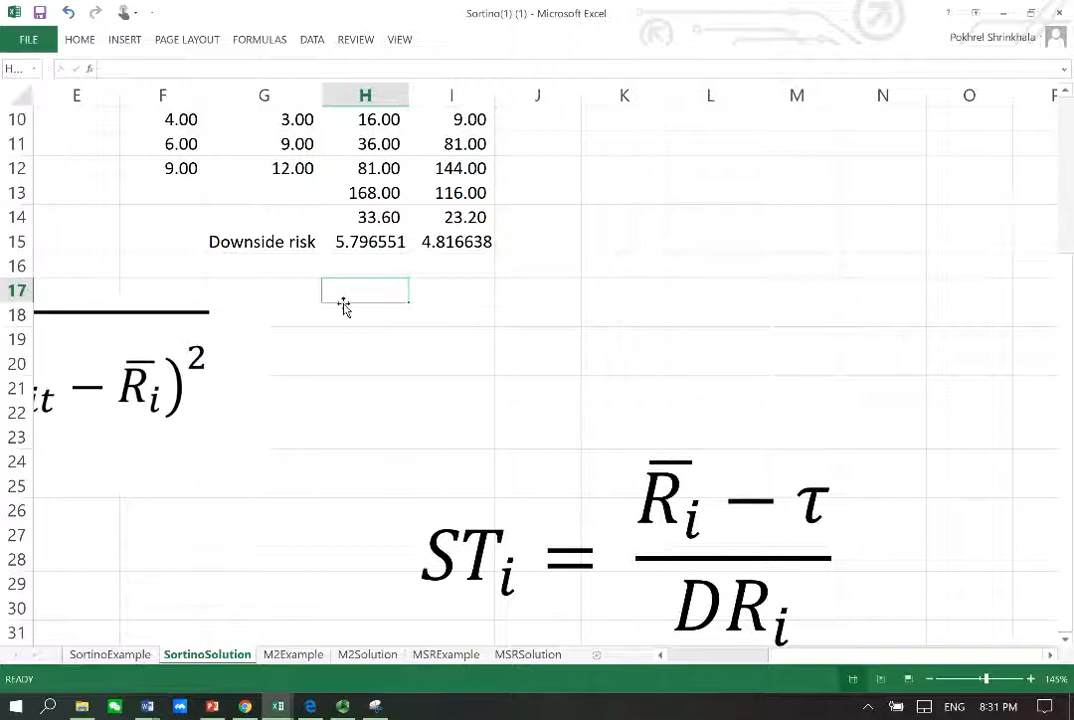 Sortino(1) (1) - Microsoft Excel
?
FILE HOME INSERT PAGE LAYOUT FORMULAS DATA REVIEW VIEW
Pokhrel Shrinkhala
H... fx
E F G H I J K L M N O P
10 4.00 3.00 16.00 9.00
11 6.00 9.00 36.00 81.00
12 9.00 12.00 81.00 144.00
13 168.00 116.00
14 33.60 23.20
15 Downside risk 5.796551 4.816638
16
17
18
19
20
21
22
23
24
25
26
27
28
29
30
31
it − R̅i)²
STi = R̅i − τ
DRi
SortinoExample SortinoSolution M2Example M2Solution MSRExample MSRSolution
READY 145%
ENG 8:31 PM